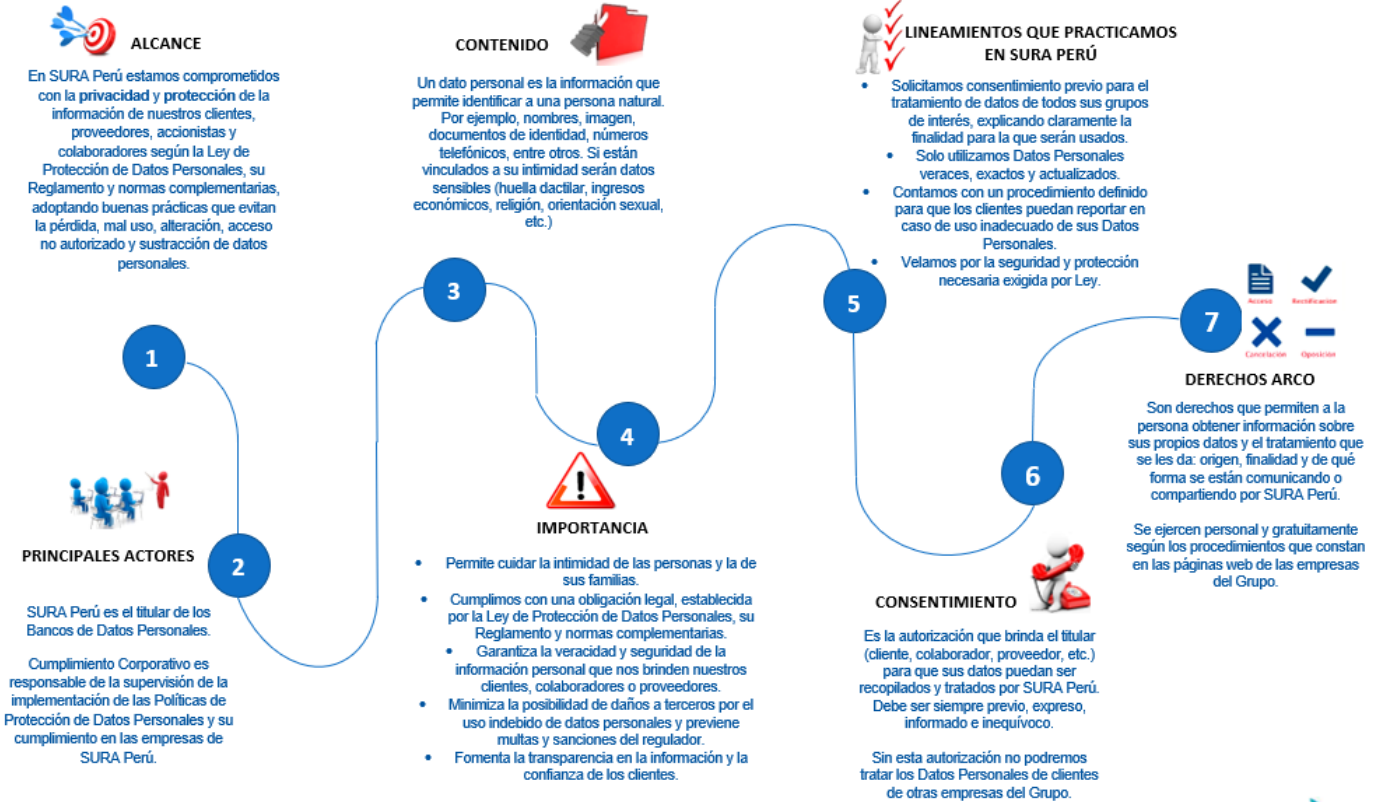 ALCANCE
En SURA Perú estamos comprometidos
con la privacidad y protección de la
información de nuestros clientes,
proveedores, accionistas y
colaboradores según la Ley de
Protección de Datos Personales, su
Reglamento y normas complementarias,
adoptando buenas prácticas que evitan
la pérdida, mal uso, alteración, acceso
no autorizado y sustracción de datos
personales.
1
PRINCIPALES ACTORES
2
SURA Perú es el titular de los
Bancos de Datos Personales.
Cumplimiento Corporativo es
responsable de la supervisión de la
implementación de las Políticas de
Protección de Datos Personales y su
cumplimiento en las empresas de
SURA Perú.
CONTENIDO
Un dato personal es la información que
permite identificar a una persona natural.
Por ejemplo, nombres, imagen,
documentos de identidad, números
telefónicos, entre otros. Si están
vinculados a su intimidad serán datos
sensibles (huella dactilar, ingresos
económicos, religión, orientación sexual,
etc.)
3
4
IMPORTANCIA
• Permite cuidar la intimidad de las personas y la de
sus familias.
• Cumplimos con una obligación legal, establecida
por la Ley de Protección de Datos Personales, su
Reglamento y normas complementarias.
• Garantiza la veracidad y seguridad de la
información personal que nos brinden nuestros
clientes, colaboradores o proveedores.
• Minimiza la posibilidad de daños a terceros por el
uso indebido de datos personales y previene
multas y sanciones del regulador.
• Fomenta la transparencia en la información y la
confianza de los clientes.
LINEAMIENTOS QUE PRACTICAMOS
EN SURA PERÚ
• Solicitamos consentimiento previo para el
tratamiento de datos de todos sus grupos
de interés, explicando claramente la
finalidad para la que serán usados.
• Solo utilizamos Datos Personales
veraces, exactos y actualizados.
• Contamos con un procedimiento definido
para que los clientes puedan reportar en
caso de uso inadecuado de sus Datos
Personales.
• Velamos por la seguridad y protección
necesaria exigida por Ley.
5
6
CONSENTIMIENTO
Es la autorización que brinda el titular
(cliente, colaborador, proveedor, etc.)
para que sus datos puedan ser
recopilados y tratados por SURA Perú.
Debe ser siempre previo, expreso,
informado e inequívoco.
Sin esta autorización no podremos
tratar los Datos Personales de clientes
de otras empresas del Grupo.
7
Acceso Rectificación
Cancelación Oposición
DERECHOS ARCO
Son derechos que permiten a la
persona obtener información sobre
sus propios datos y el tratamiento que
se les da: origen, finalidad y de qué
forma se están comunicando o
compartiendo por SURA Perú.
Se ejercen personal y gratuitamente
según los procedimientos que constan
en las páginas web de las empresas
del Grupo.